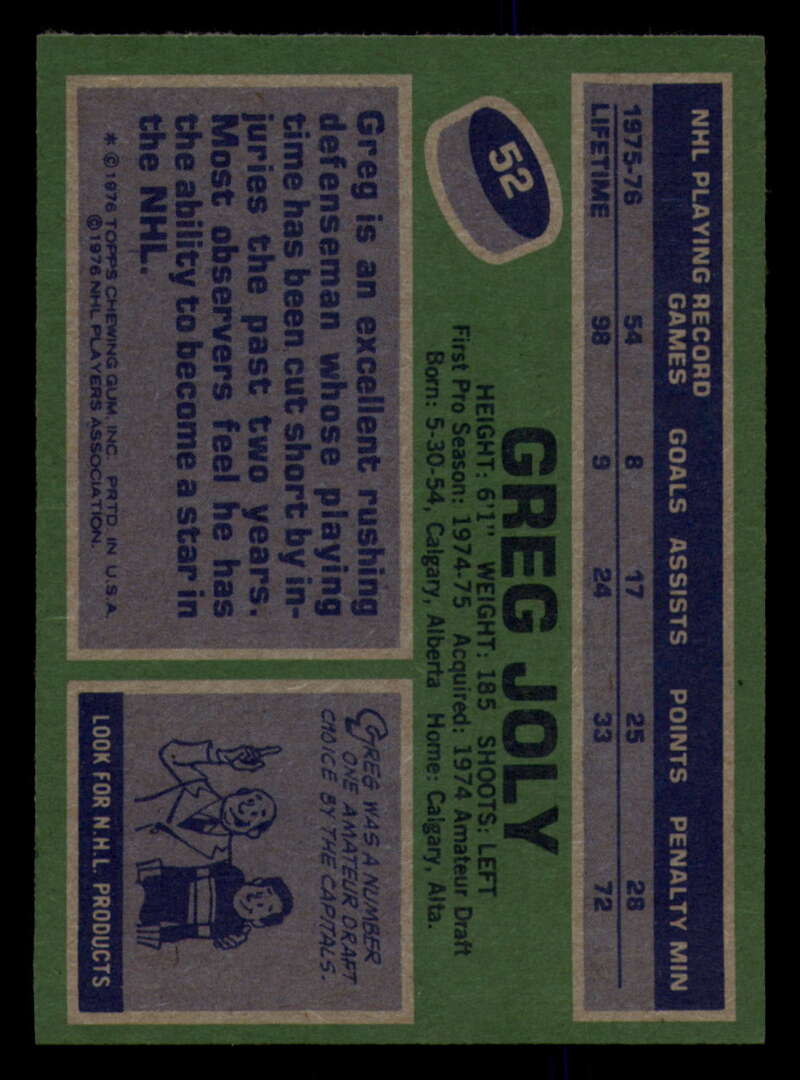 NHL PLAYING RECORD
GAMES GOALS ASSISTS POINTS PENALTY MIN
1975-76 54 8 17 25 28
LIFETIME 98 9 24 33 72
52
GREG JOLY
HEIGHT: 6'1" WEIGHT: 185 SHOOTS: LEFT
First Pro Season: 1974-75 Acquired: 1974 Amateur Draft
Born: 5-30-54, Calgary, Alberta Home: Calgary, Alta.
Greg is an excellent rushing
defenseman whose playing
time has been cut short by in-
juries the past two years.
Most observers feel he has
the ability to become a star in
the NHL.
* © 1976 TOPPS CHEWING GUM, INC. PRTD. IN U.S.A.
© 1976 NHL PLAYERS ASSOCIATION.
GREG WAS A NUMBER
ONE AMATEUR DRAFT
CHOICE BY THE CAPITALS.
LOOK FOR N.H.L. PRODUCTS